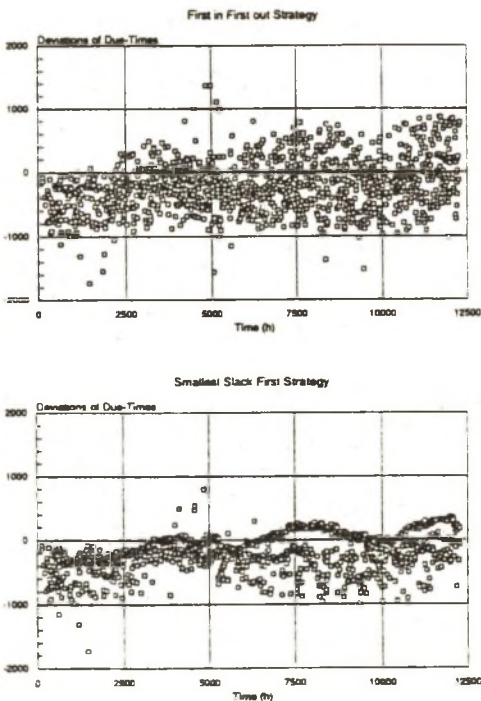 First in First out Strategy
2000
Deviations of Due-Times
1000
0
-1000
-2000
0 2500 5000 7500 10000 12500
Time (h)
Smallest Slack First Strategy
2000
Deviations of Due-Times
1000
0
-1000
-2000
0 2500 5000 7500 10000 12500
Time (h)